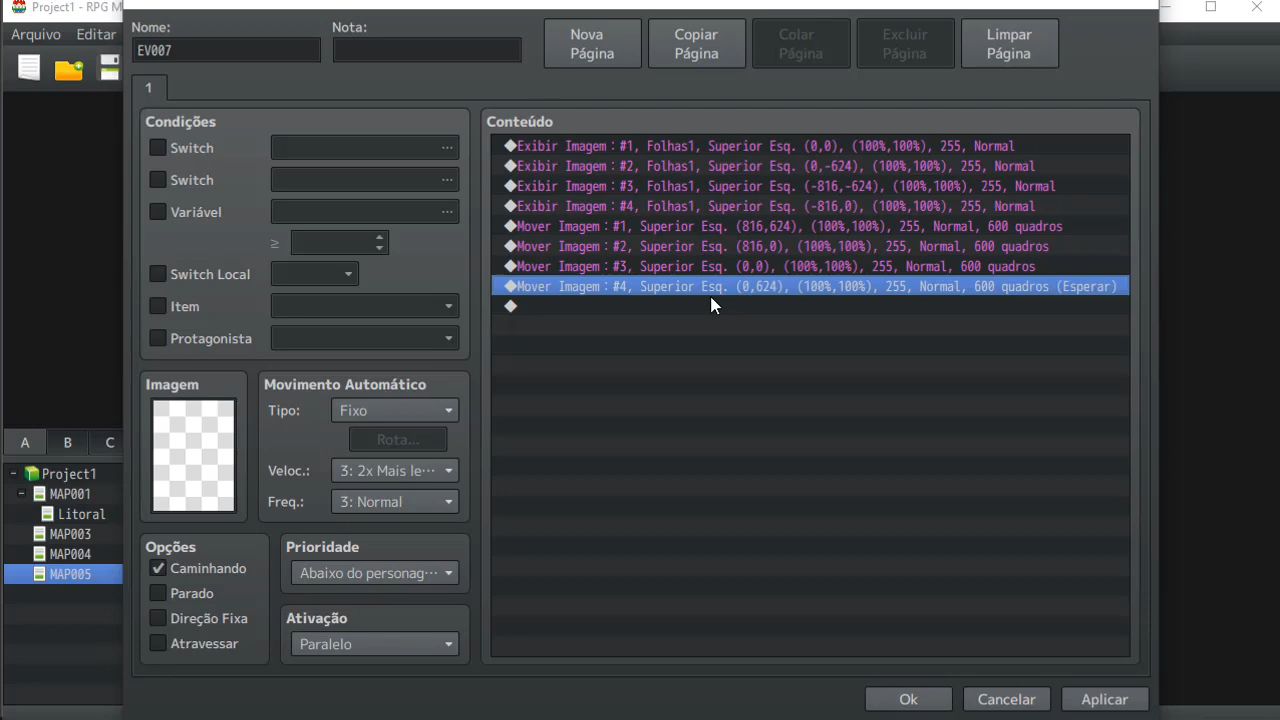 Project1 - RPG M
Arquivo Editar
Nome:
Nota:
EV007
Nova Página
Copiar Página
Colar Página
Excluir Página
Limpar Página
1
Condições
Switch
Switch
Variável
≥
Switch Local
Item
Protagonista
Imagem
Movimento Automático
Tipo: Fixo
Rota...
Veloc.: 3: 2x Mais le···
Freq.: 3: Normal
Opções
Caminhando
Parado
Direção Fixa
Atravessar
Prioridade
Abaixo do personag···
Ativação
Paralelo
Conteúdo
◆Exibir Imagem：#1, Folhas1, Superior Esq. (0,0), (100%,100%), 255, Normal
◆Exibir Imagem：#2, Folhas1, Superior Esq. (0,-624), (100%,100%), 255, Normal
◆Exibir Imagem：#3, Folhas1, Superior Esq. (-816,-624), (100%,100%), 255, Normal
◆Exibir Imagem：#4, Folhas1, Superior Esq. (-816,0), (100%,100%), 255, Normal
◆Mover Imagem：#1, Superior Esq. (816,624), (100%,100%), 255, Normal, 600 quadros
◆Mover Imagem：#2, Superior Esq. (816,0), (100%,100%), 255, Normal, 600 quadros
◆Mover Imagem：#3, Superior Esq. (0,0), (100%,100%), 255, Normal, 600 quadros
◆Mover Imagem：#4, Superior Esq. (0,624), (100%,100%), 255, Normal, 600 quadros (Esperar)
◆
A B C
Project1
MAP001
Litoral
MAP003
MAP004
MAP005
Ok
Cancelar
Aplicar